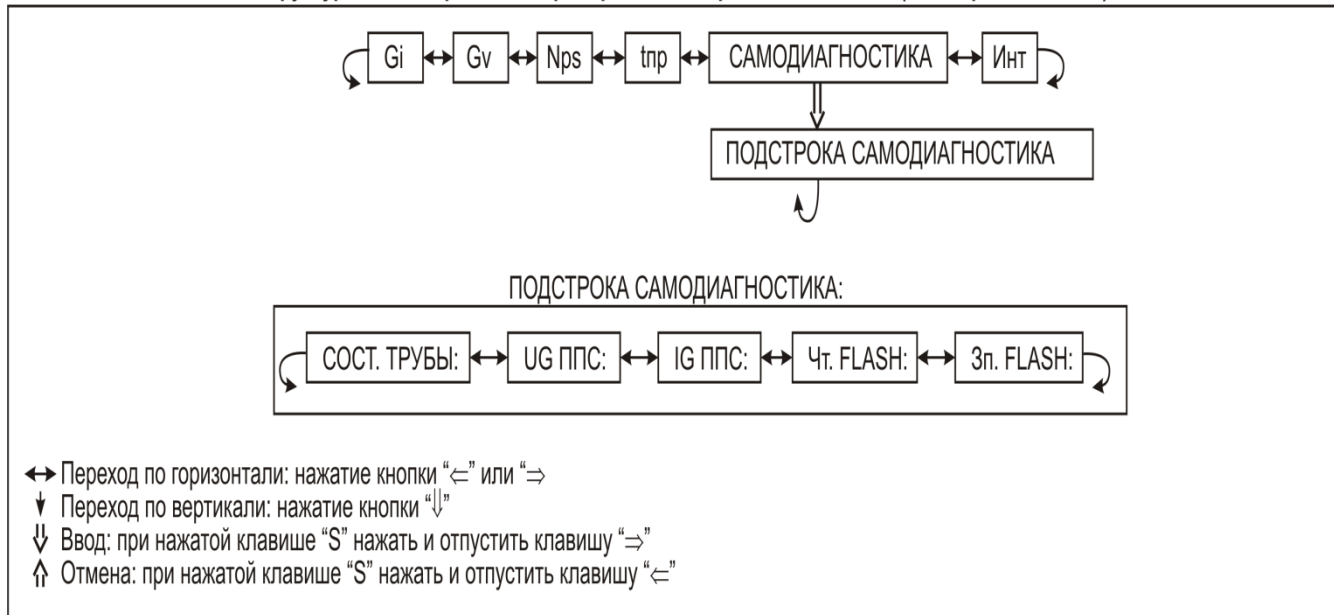 Gi Gv Nps tпр САМОДИАГНОСТИКА Инт
ПОДСТРОКА САМОДИАГНОСТИКА
ПОДСТРОКА САМОДИАГНОСТИКА:
СОСТ. ТРУБЫ: UG ППС: IG ППС: Чт. FLASH: Зп. FLASH:
Переход по горизонтали: нажатие кнопки “⇐” или “⇒
Переход по вертикали: нажатие кнопки “⇓”
Ввод: при нажатой клавише “S” нажать и отпустить клавишу “⇒”
Отмена: при нажатой клавише “S” нажать и отпустить клавишу “⇐”